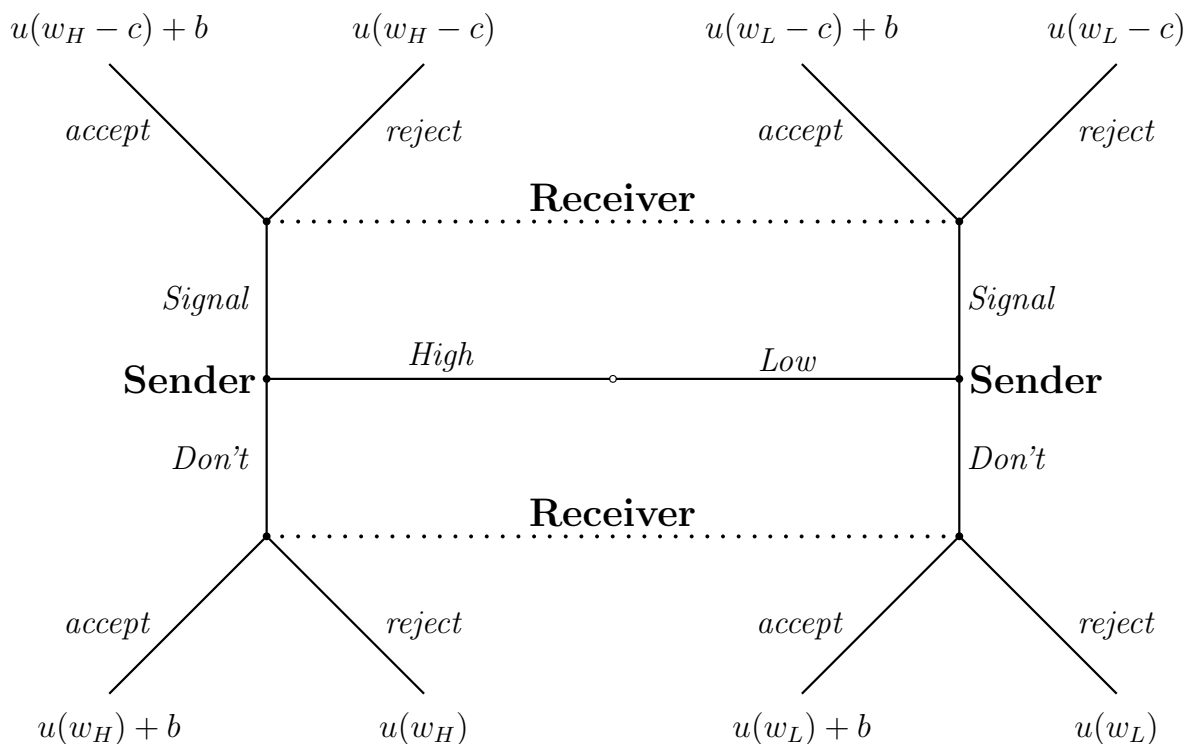 u(w_H − c) + b u(w_H − c) u(w_L − c) + b u(w_L − c)
accept reject accept reject
Receiver
Signal Signal
High Low
Sender Sender
Don't Don't
Receiver
accept reject accept reject
u(w_H) + b u(w_H) u(w_L) + b u(w_L)